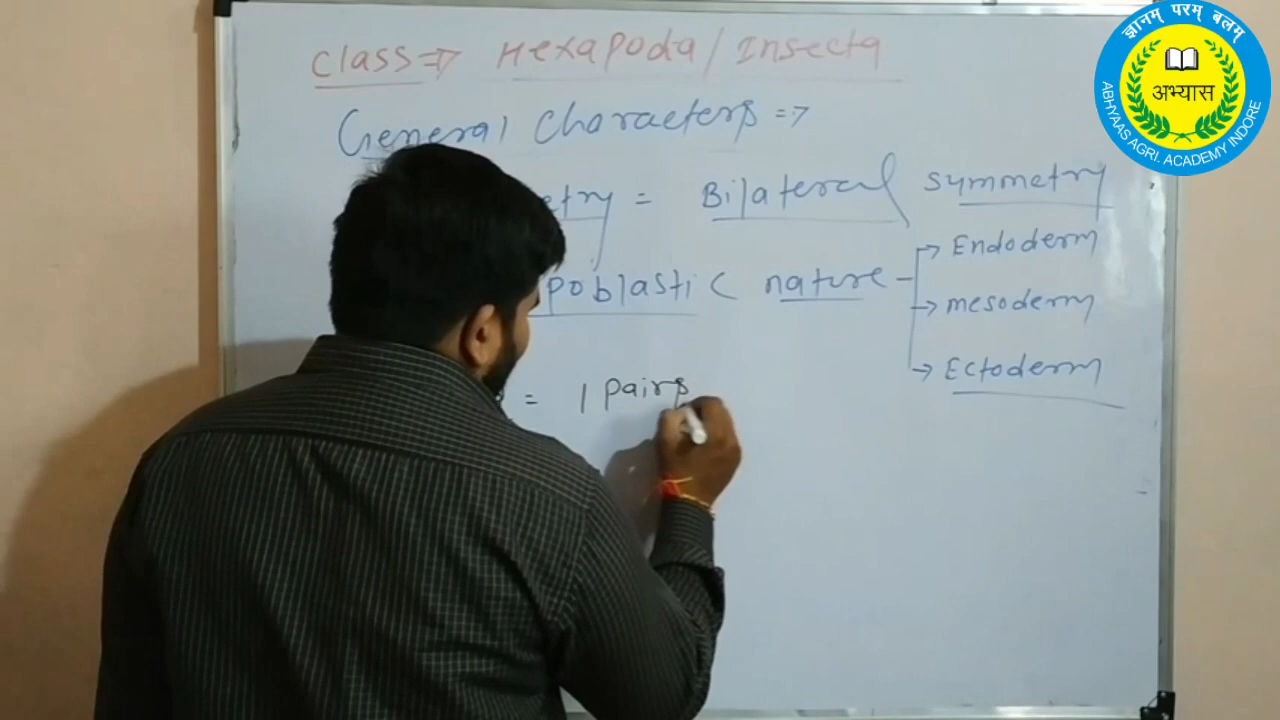 class => Hexapoda/Insecta
General Characters =>
etry = Bilateral symmetry
poblastic nature
→ Endoderm
→ mesoderm
→ Ectoderm
= 1 pairs
ज्ञानम् परमं बलम्
अभ्यास
ABHYAAS AGRI. ACADEMY INDORE